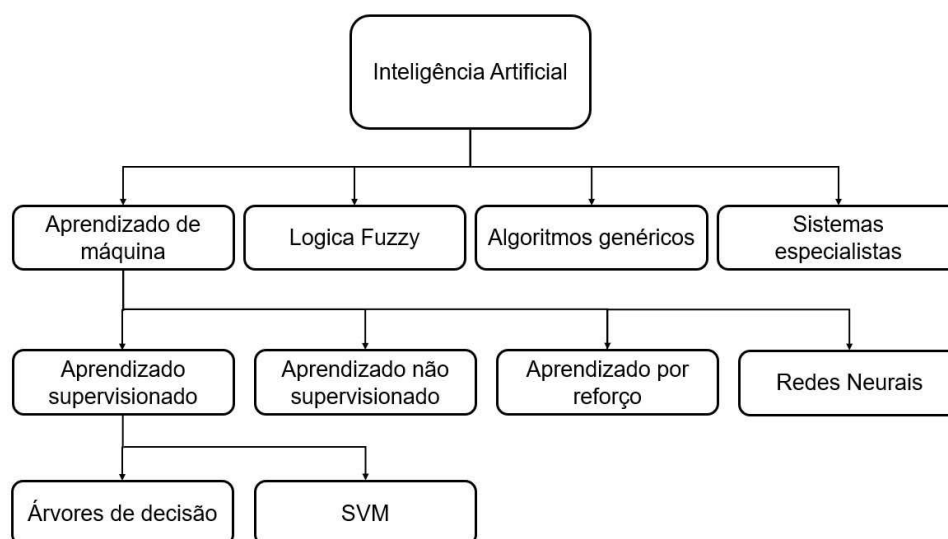 Inteligência Artificial
Aprendizado de
máquina
Logica Fuzzy
Algoritmos genéricos
Sistemas
especialistas
Aprendizado
supervisionado
Aprendizado não
supervisionado
Aprendizado por
reforço
Redes Neurais
Árvores de decisão
SVM